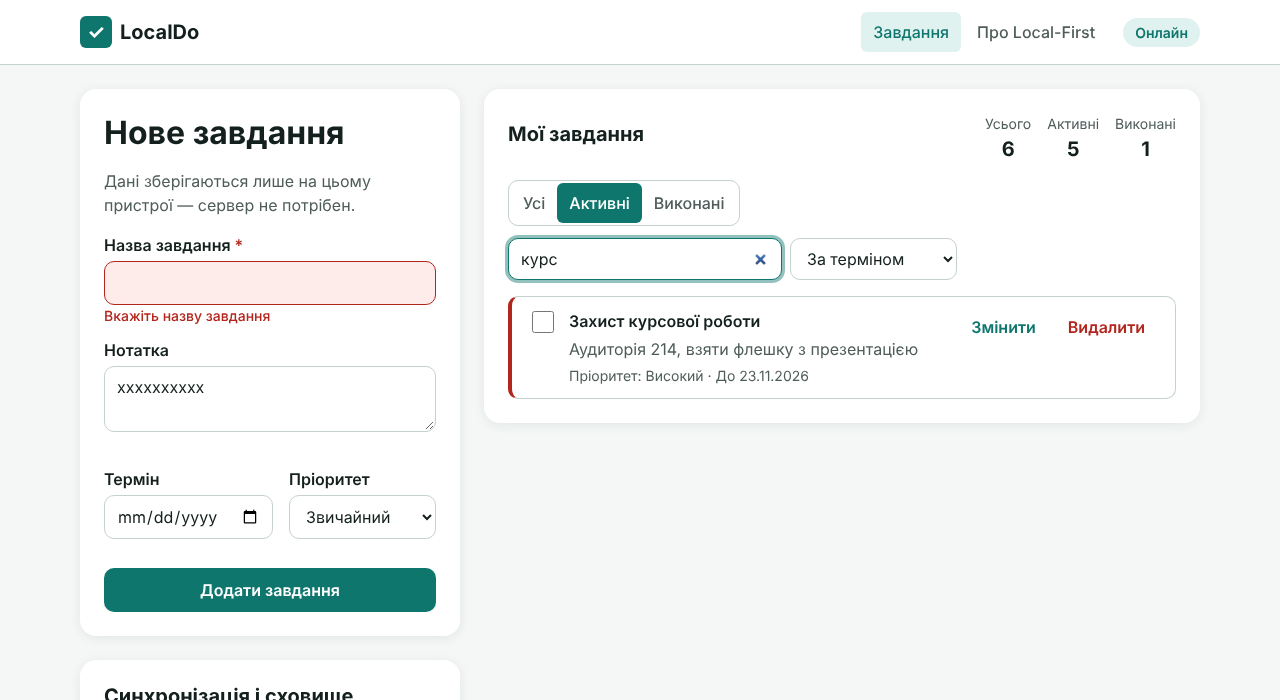 LocalDo
Завдання
Про Local-First
Онлайн
Нове завдання
Дані зберігаються лише на цьому
пристрої — сервер не потрібен.
Назва завдання *
Вкажіть назву завдання
Нотатка
xxxxxxxxxx
Термін
Пріоритет
mm/dd/yyyy
Звичайний
Додати завдання
Синхронізація і сховище
Мої завдання
Усього
6
Активні
5
Виконані
1
Усі
Активні
Виконані
курс
За терміном
Захист курсової роботи
Аудиторія 214, взяти флешку з презентацією
Пріоритет: Високий · До 23.11.2026
Змінити
Видалити